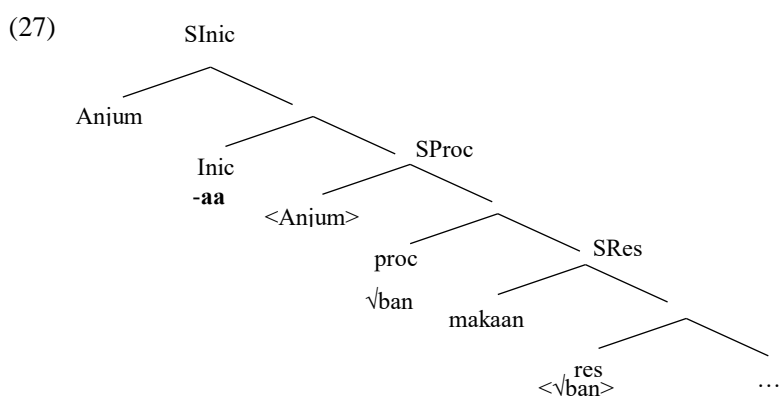 (27)
SInic
Anjum
Inic
-aa
SProc
<Anjum>
proc
√ban
SRes
makaan
res
<√ban>
…